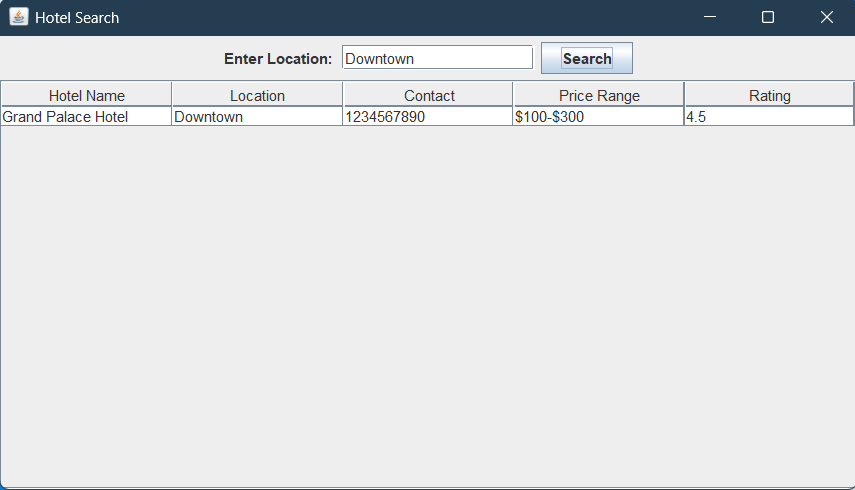 Hotel Search
Enter Location: Downtown Search
Hotel Name Location Contact Price Range Rating
Grand Palace Hotel Downtown 1234567890 $100-$300 4.5